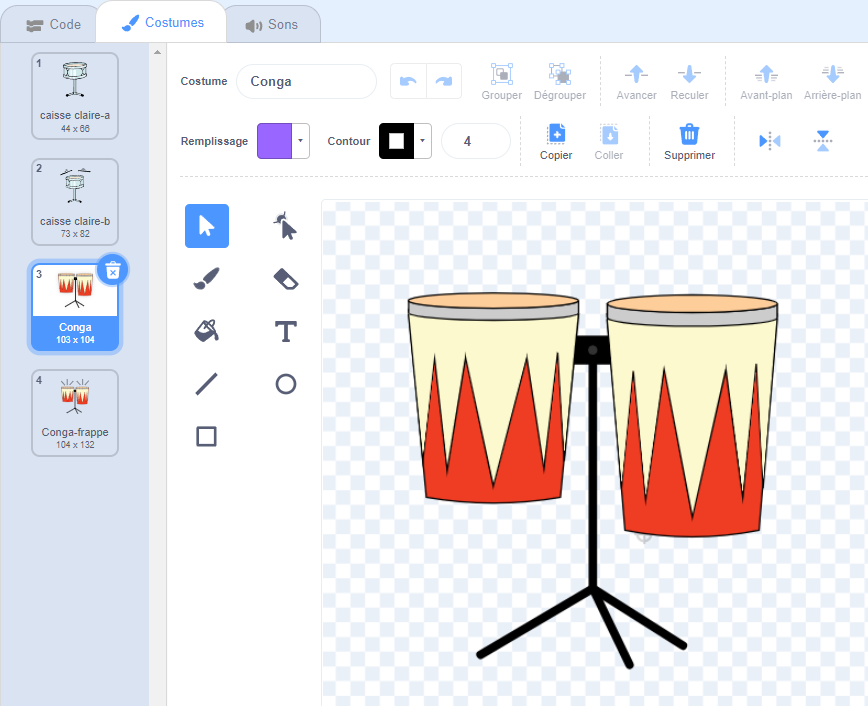 Code
Costumes
Sons
1
caisse claire-a
44 x 66
2
caisse claire-b
73 x 82
3
Conga
103 x 104
4
Conga-frappe
104 x 132
Costume
Conga
Grouper
Dégrouper
Avancer
Reculer
Avant-plan
Arrière-plan
Remplissage
Contour
4
Copier
Coller
Supprimer
T